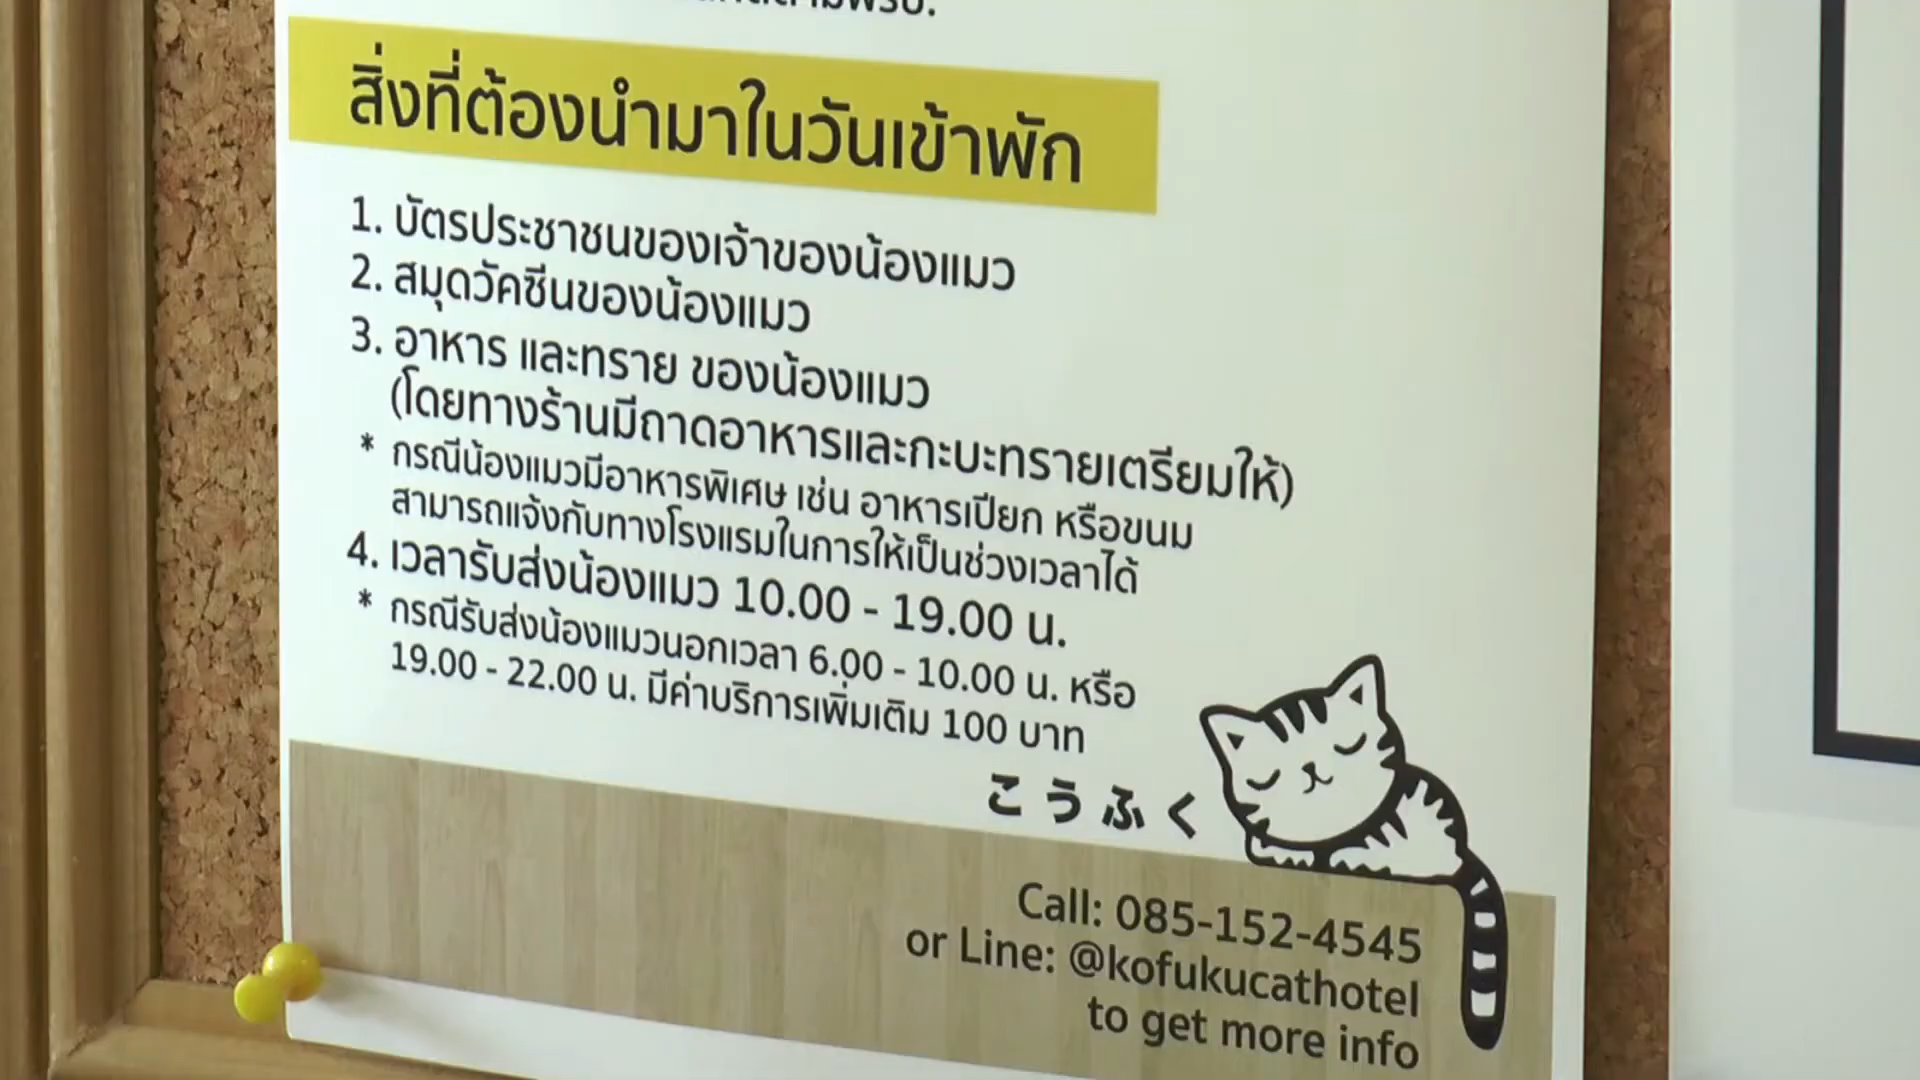 สิ่งที่ต้องนำมาในวันเข้าพัก
1. บัตรประชาชนของเจ้าของน้องแมว
2. สมุดวัคซีนของน้องแมว
3. อาหาร และทราย ของน้องแมว
(โดยทางร้านมีถาดอาหารและกะบะทรายเตรียมให้)
* กรณีน้องแมวมีอาหารพิเศษ เช่น อาหารเปียก หรือขนม
สามารถแจ้งกับทางโรงแรมในการให้เป็นช่วงเวลาได้
4. เวลารับส่งน้องแมว 10.00 - 19.00 น.
* กรณีรับส่งน้องแมวนอกเวลา 6.00 - 10.00 น. หรือ
19.00 - 22.00 น. มีค่าบริการเพิ่มเติม 100 บาท
こうふく
Call: 085-152-4545
or Line: @kofukucathotel
to get more info